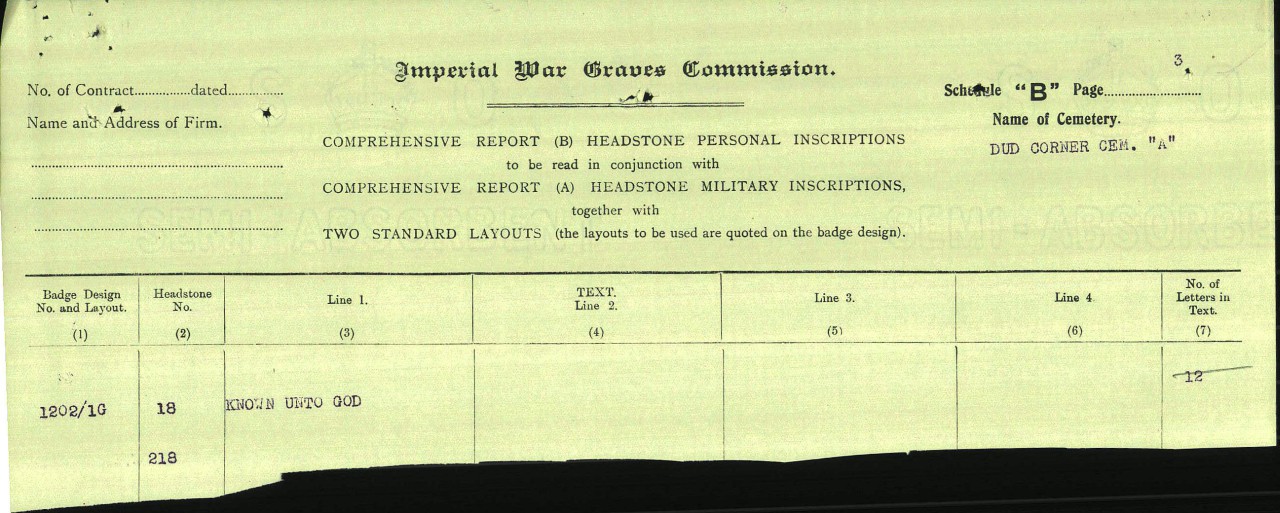 Imperial War Graves Commission.
No. of Contract...............dated...............
Name and Address of Firm.
COMPREHENSIVE REPORT (B) HEADSTONE PERSONAL INSCRIPTIONS
to be read in conjunction with
COMPREHENSIVE REPORT (A) HEADSTONE MILITARY INSCRIPTIONS,
together with
TWO STANDARD LAYOUTS (the layouts to be used are quoted on the badge design).
3.
Schedule "B" Page..........................
Name of Cemetery.
DUD CORNER CEM. "A"
SEMI-ABSORBENT
SEMI-ABSORBE
Badge Design
No. and Layout.
(1)
Headstone
No.
(2)
Line 1.
(3)
TEXT.
Line 2.
(4)
Line 3.
(5)
Line 4
(6)
No. of
Letters in
Text.
(7)
12
1202/1G 18 KNOWN UNTO GOD
218